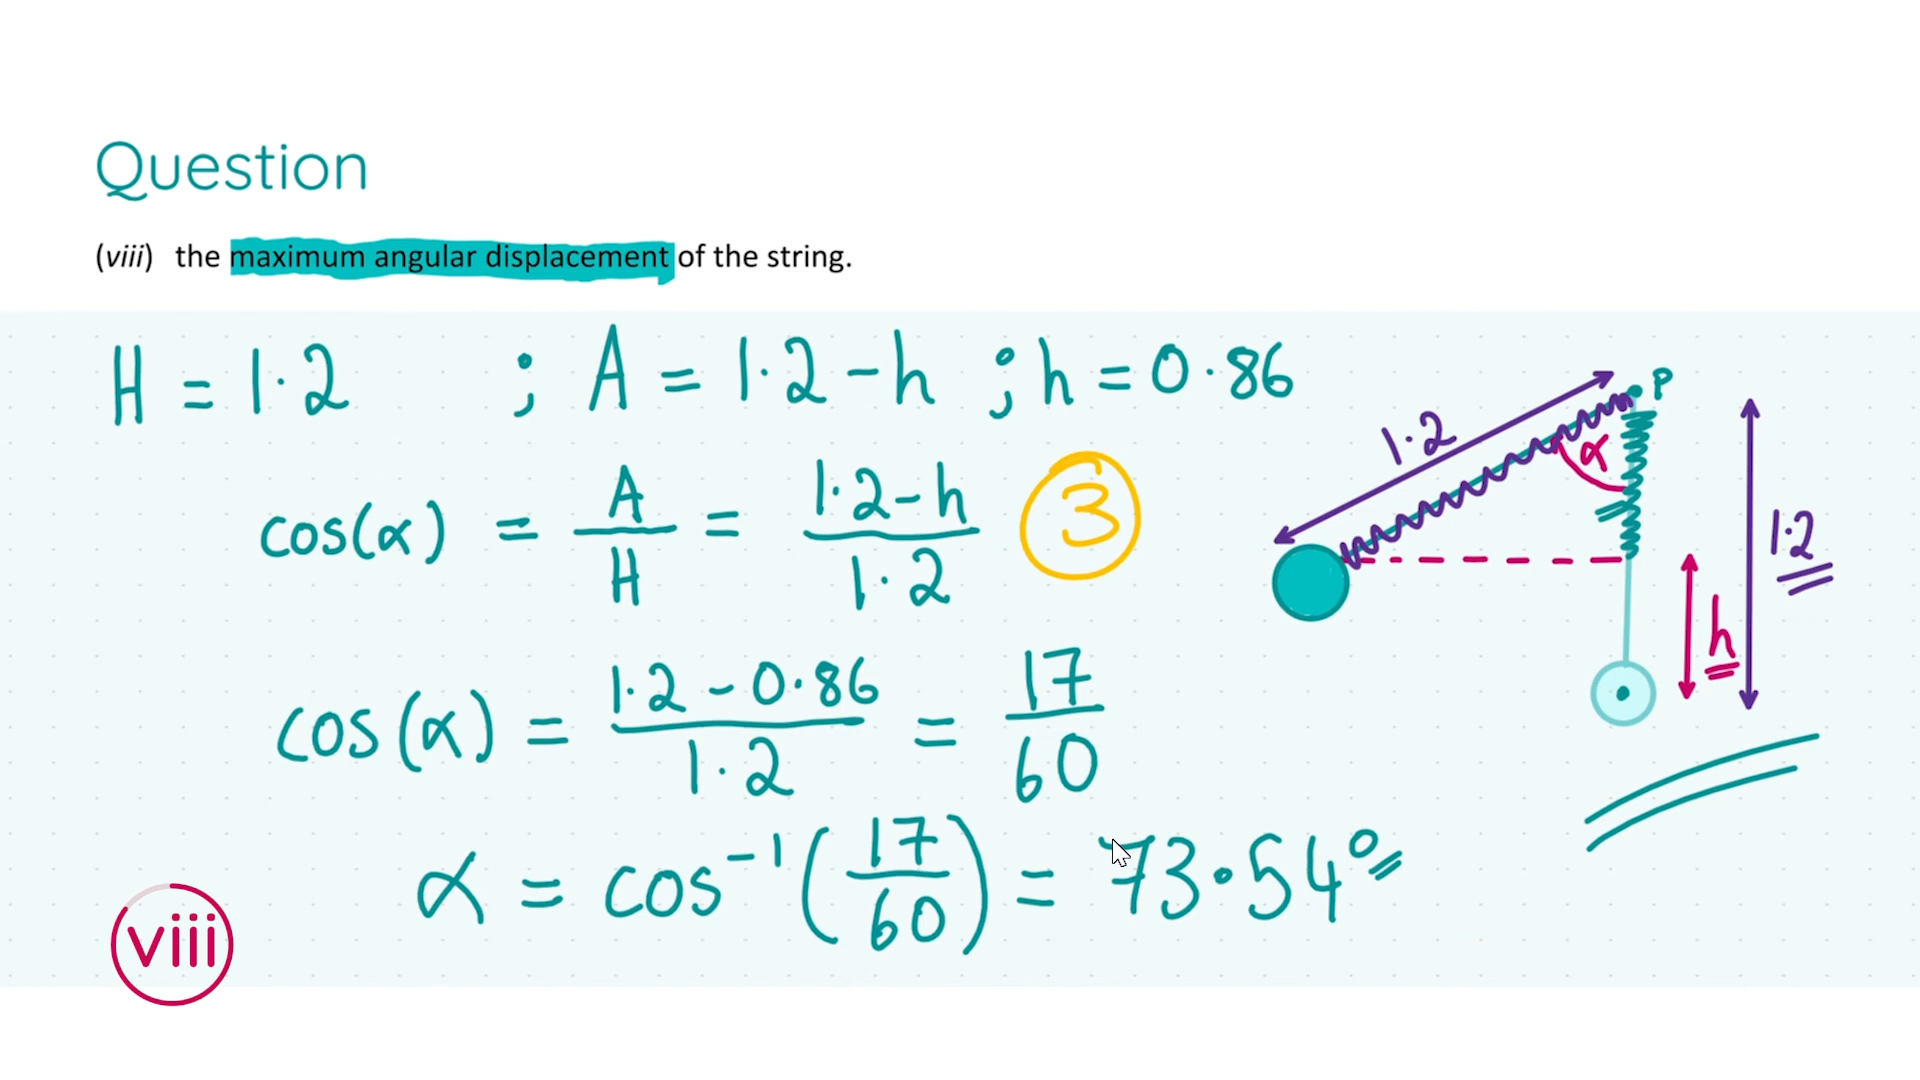 Question
(viii) the maximum angular displacement of the string.
H = 1·2 ; A = 1·2 - h ; h = 0·86
cos(α) = A/H = (1·2 - h)/1·2 ③
cos(α) = (1·2 - 0·86)/1·2 = 17/60
α = cos⁻¹(17/60) = 73·54°
P
1·2
α
1·2
h
viii